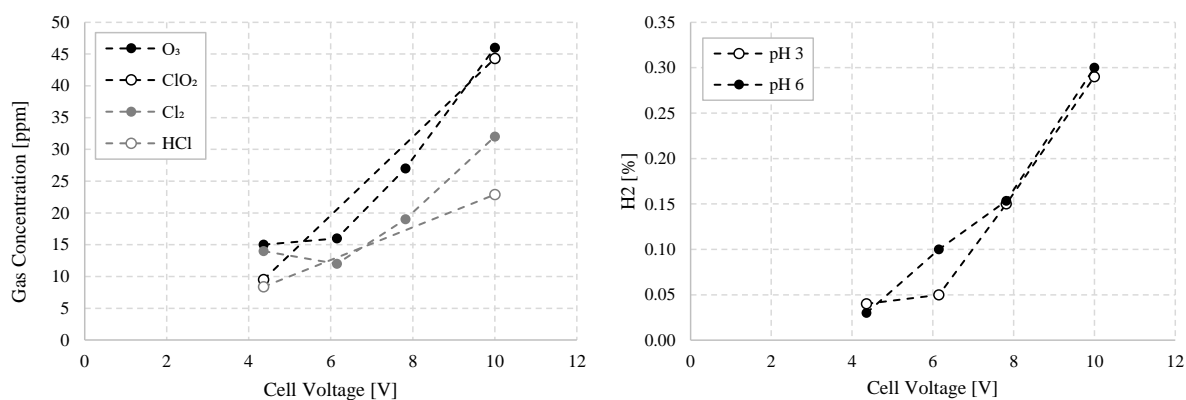 50
45
40
35
30
25
20
15
10
5
0
Gas Concentration [ppm]
O₃
ClO₂
Cl₂
HCl
0 2 4 6 8 10 12
Cell Voltage [V]
0.35
0.30
0.25
0.20
0.15
0.10
0.05
0.00
H2 [%]
pH 3
pH 6
0 2 4 6 8 10 12
Cell Voltage [V]